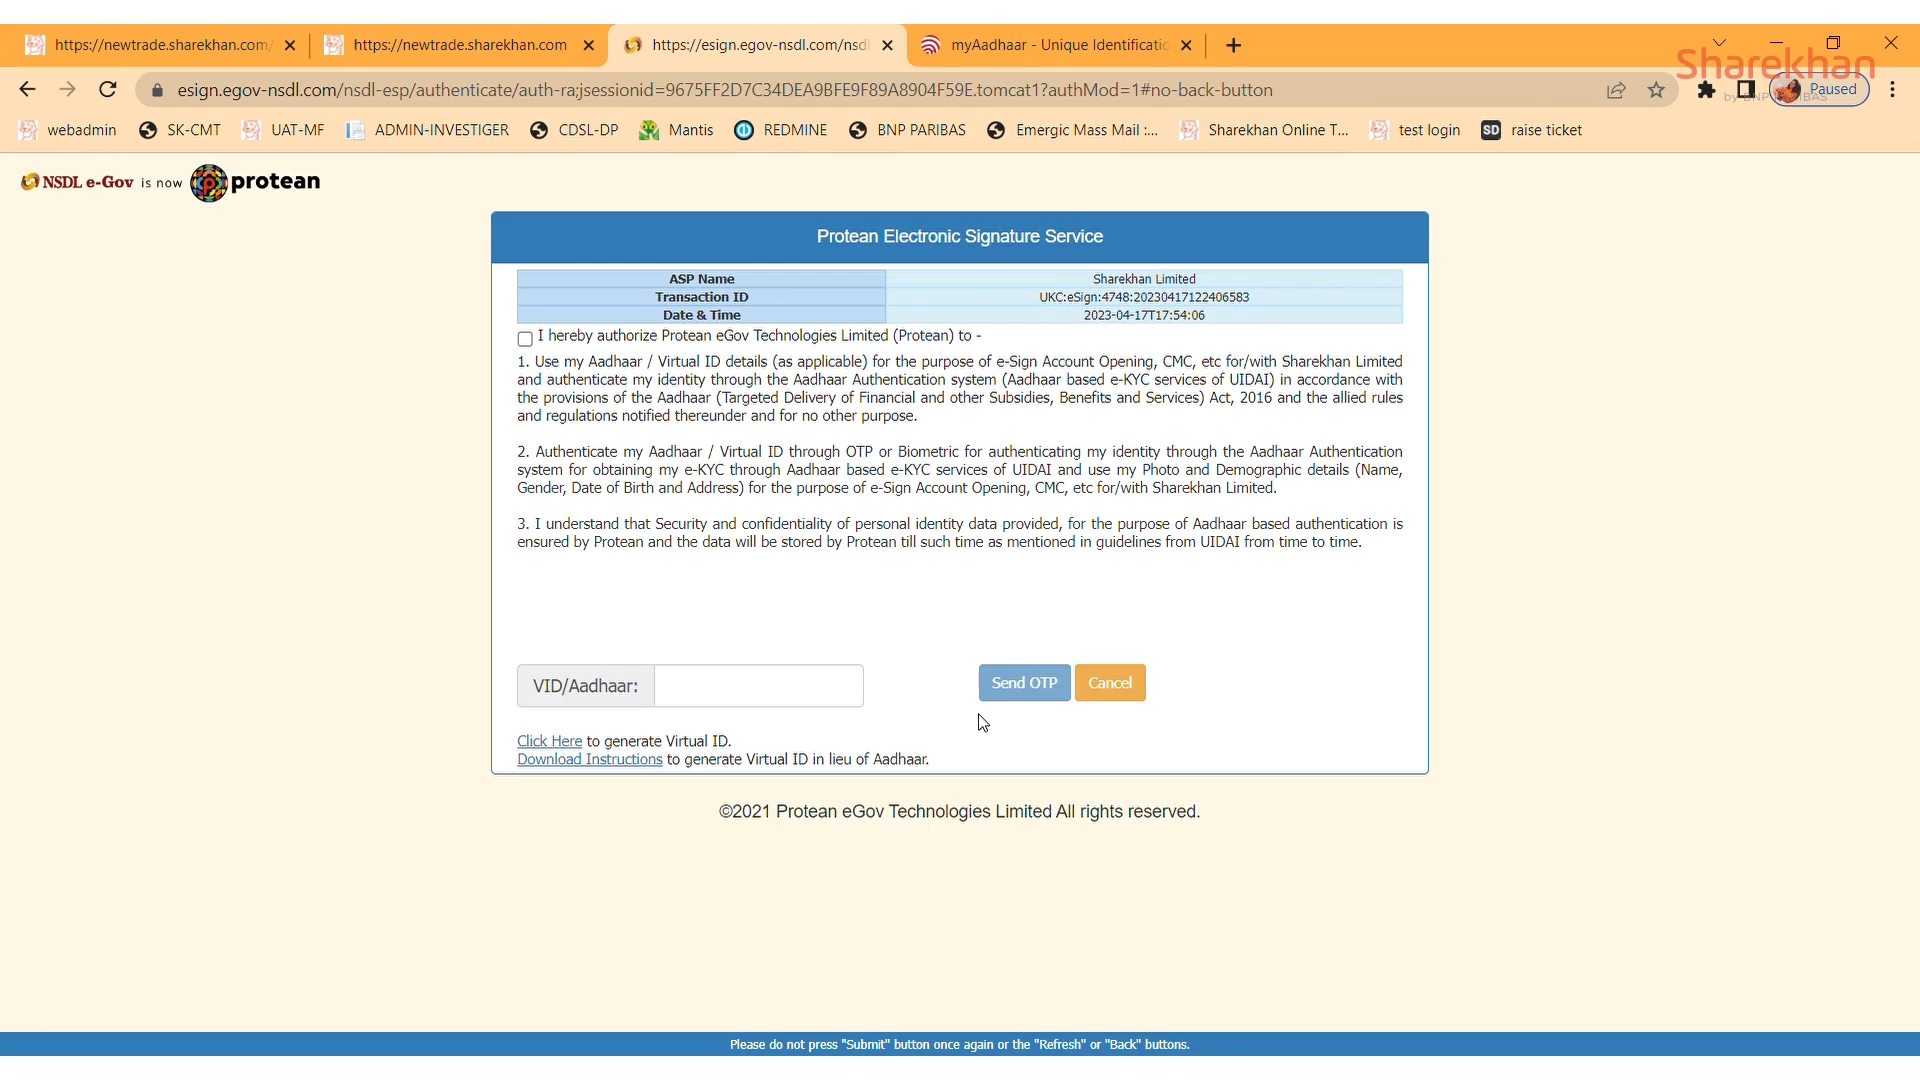 https://newtrade.sharekhan.com/
https://newtrade.sharekhan.com
https://esign.egov-nsdl.com/nsdl
myAadhaar - Unique Identificatio
Sharekhan
esign.egov-nsdl.com/nsdl-esp/authenticate/auth-ra;jsessionid=9675FF2D7C34DEA9BFE9F89A8904F59E.tomcat1?authMod=1#no-back-button
by BNP PARIBAS
Paused
webadmin
SK-CMT
UAT-MF
ADMIN-INVESTIGER
CDSL-DP
Mantis
REDMINE
BNP PARIBAS
Emergic Mass Mail :...
Sharekhan Online T...
test login
SD raise ticket
NSDL e-Gov is now protean
Protean Electronic Signature Service
ASP Name Sharekhan Limited
Transaction ID UKC:eSign:4748:20230417122406583
Date & Time 2023-04-17T17:54:06
I hereby authorize Protean eGov Technologies Limited (Protean) to -
1. Use my Aadhaar / Virtual ID details (as applicable) for the purpose of e-Sign Account Opening, CMC, etc for/with Sharekhan Limited
and authenticate my identity through the Aadhaar Authentication system (Aadhaar based e-KYC services of UIDAI) in accordance with
the provisions of the Aadhaar (Targeted Delivery of Financial and other Subsidies, Benefits and Services) Act, 2016 and the allied rules
and regulations notified thereunder and for no other purpose.
2. Authenticate my Aadhaar / Virtual ID through OTP or Biometric for authenticating my identity through the Aadhaar Authentication
system for obtaining my e-KYC through Aadhaar based e-KYC services of UIDAI and use my Photo and Demographic details (Name,
Gender, Date of Birth and Address) for the purpose of e-Sign Account Opening, CMC, etc for/with Sharekhan Limited.
3. I understand that Security and confidentiality of personal identity data provided, for the purpose of Aadhaar based authentication is
ensured by Protean and the data will be stored by Protean till such time as mentioned in guidelines from UIDAI from time to time.
VID/Aadhaar:
Send OTP
Cancel
Click Here to generate Virtual ID.
Download Instructions to generate Virtual ID in lieu of Aadhaar.
©2021 Protean eGov Technologies Limited All rights reserved.
Please do not press "Submit" button once again or the "Refresh" or "Back" buttons.